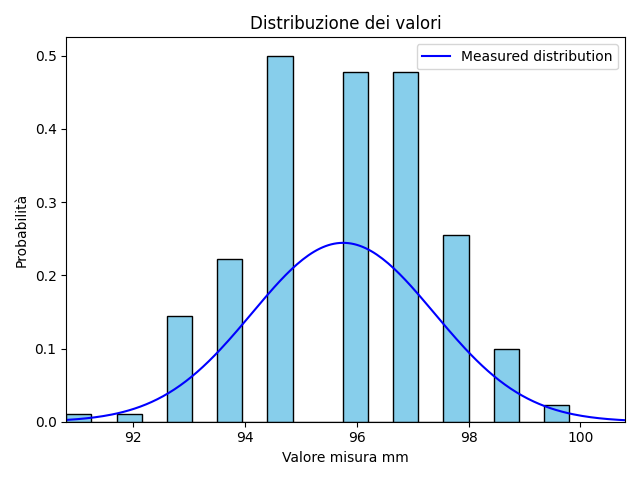 Distribuzione dei valori
Measured distribution
0.5
0.4
0.3
0.2
0.1
0.0
Probabilità
92 94 96 98 100
Valore misura mm